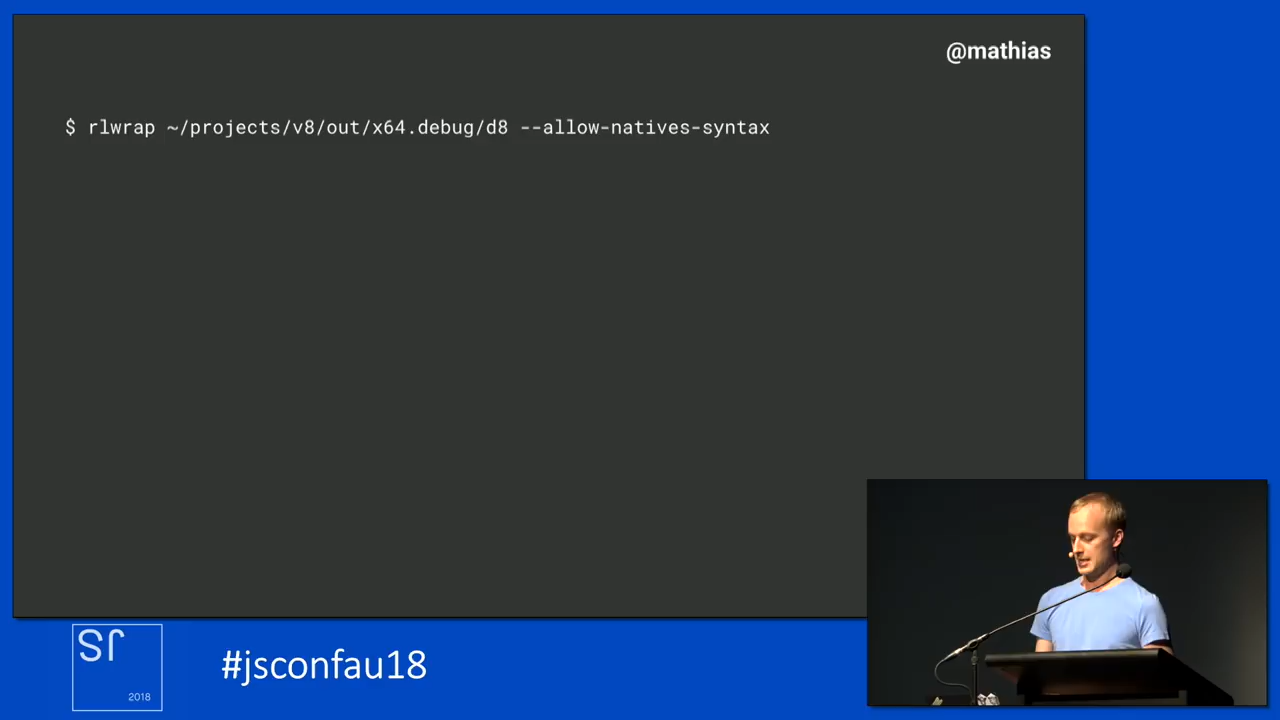 @mathias
$ rlwrap ~/projects/v8/out/x64.debug/d8 --allow-natives-syntax
JS
2018
#jsconfau18